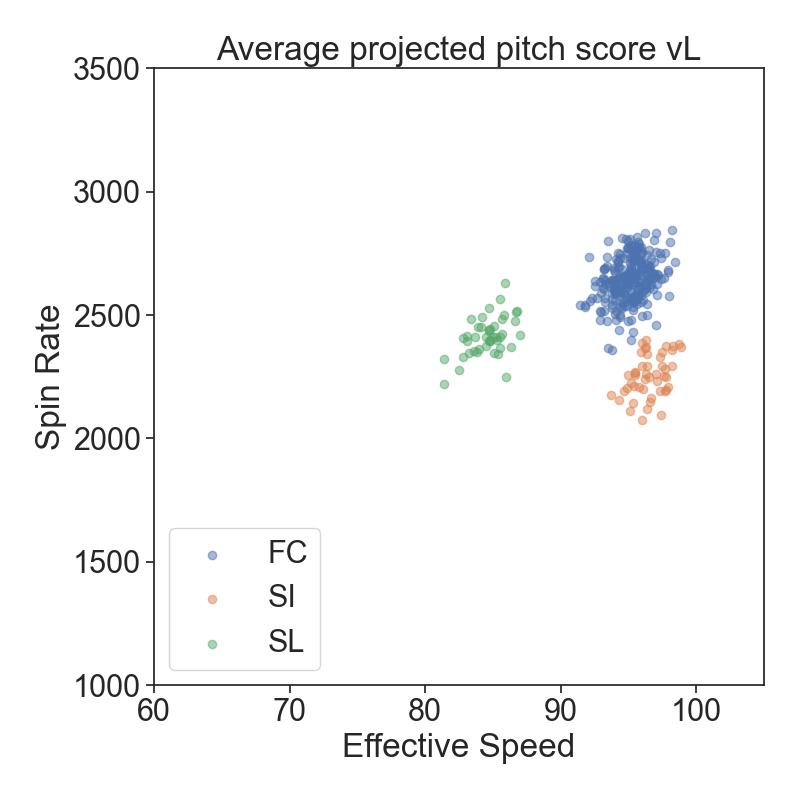 Average projected pitch score vL
3500
3000
2500
2000
1500
1000
Spin Rate
FC
SI
SL
60 70 80 90 100
Effective Speed